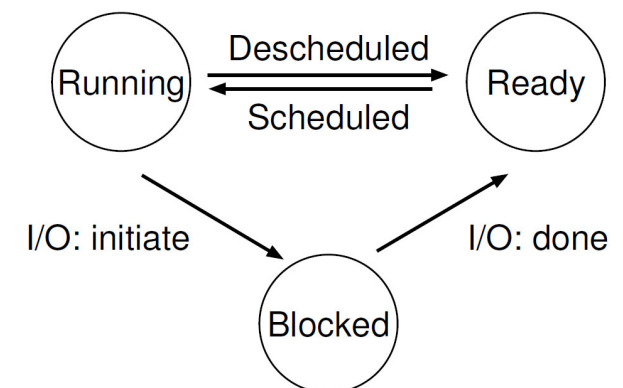 Descheduled
Running
Ready
Scheduled
I/O: initiate
I/O: done
Blocked